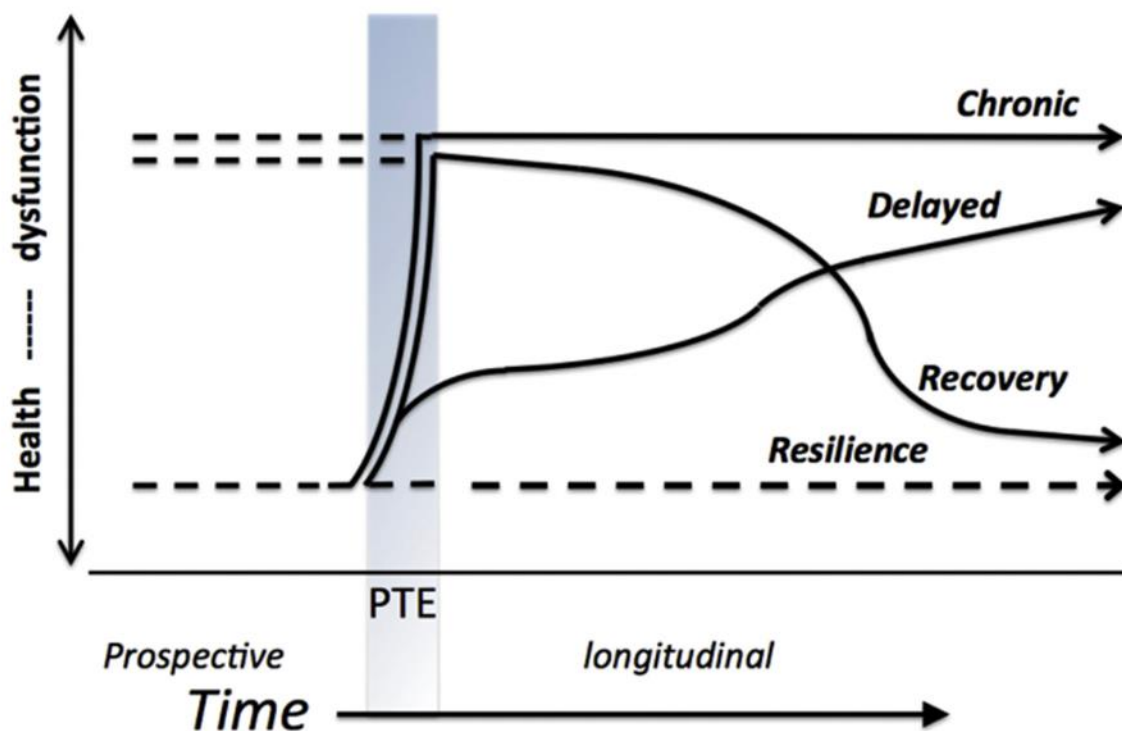 Health ------ dysfunction
Chronic
Delayed
Recovery
Resilience
PTE
Prospective longitudinal
Time